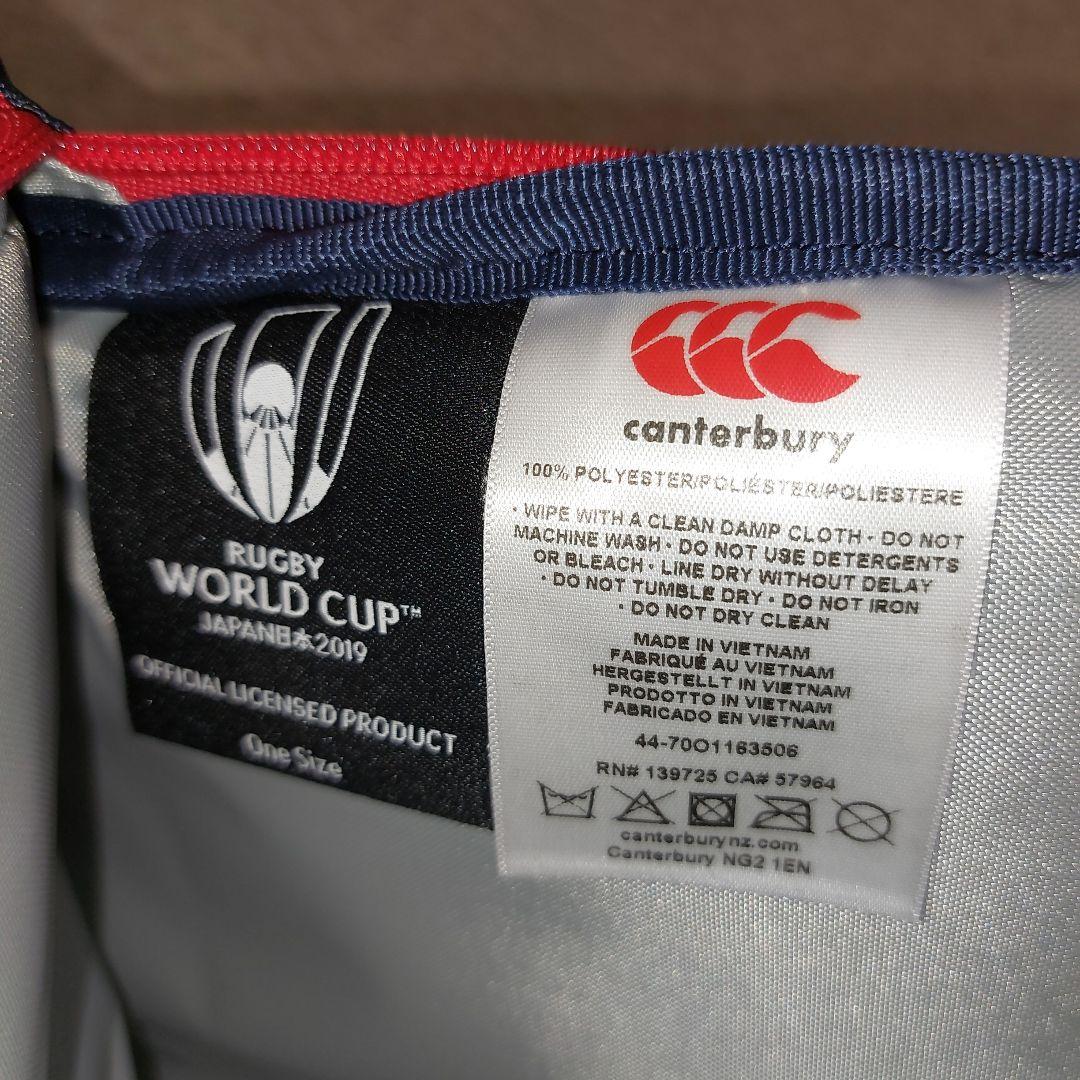 RUGBY
WORLD CUP™
JAPAN日本2019
OFFICIAL LICENSED PRODUCT
One Size
canterbury
100% POLYESTER/POLIÉSTER/POLIESTERE
· WIPE WITH A CLEAN DAMP CLOTH · DO NOT
MACHINE WASH · DO NOT USE DETERGENTS
OR BLEACH · LINE DRY WITHOUT DELAY
· DO NOT TUMBLE DRY · DO NOT IRON
· DO NOT DRY CLEAN
MADE IN VIETNAM
FABRIQUÉ AU VIETNAM
HERGESTELLT IN VIETNAM
PRODOTTO IN VIETNAM
FABRICADO EN VIETNAM
44-70O1163506
RN# 139725 CA# 57964
canterburynz.com
Canterbury NG2 1EN